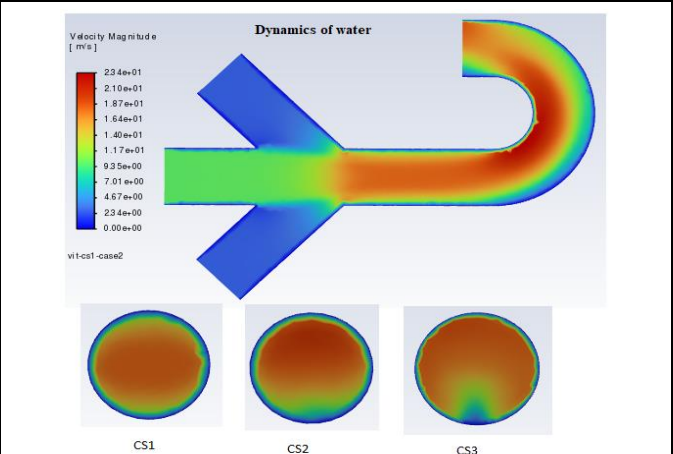 Dynamics of water
Velocity Magnitude
[ m/s ]
2.34e+01
2.10e+01
1.87e+01
1.64e+01
1.40e+01
1.17e+01
9.35e+00
7.01e+00
4.67e+00
2.34e+00
0.00e+00
vit-cs1-case2
CS1
CS2
CS3